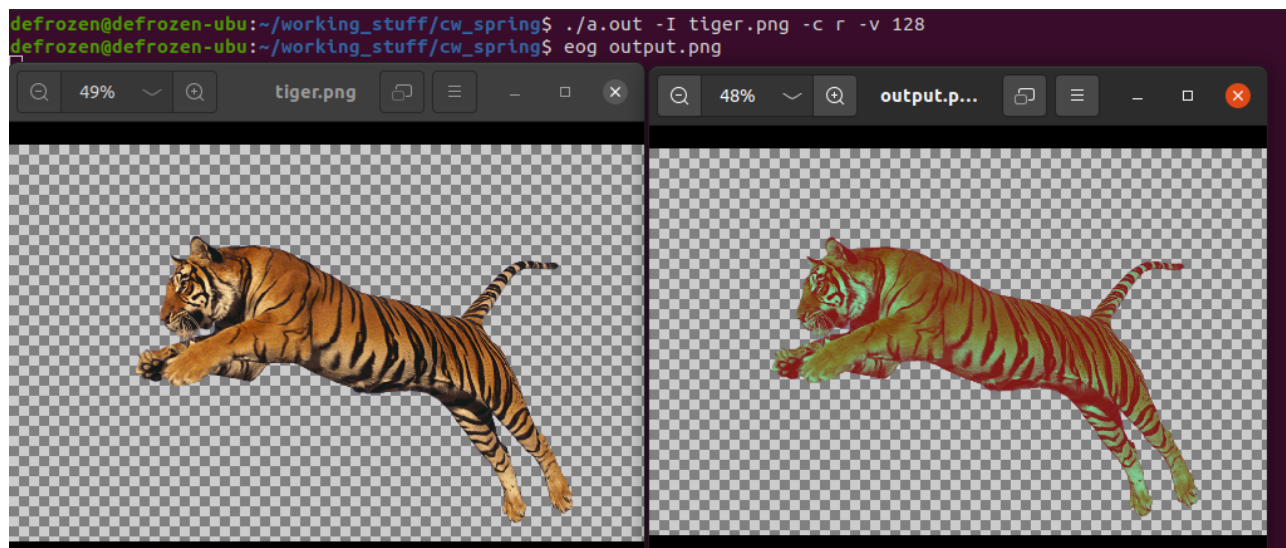 defrozen@defrozen-ubu:~/working_stuff/cw_spring$ ./a.out -I tiger.png -c r -v 128
defrozen@defrozen-ubu:~/working_stuff/cw_spring$ eog output.png
49% tiger.png
48% output.p...